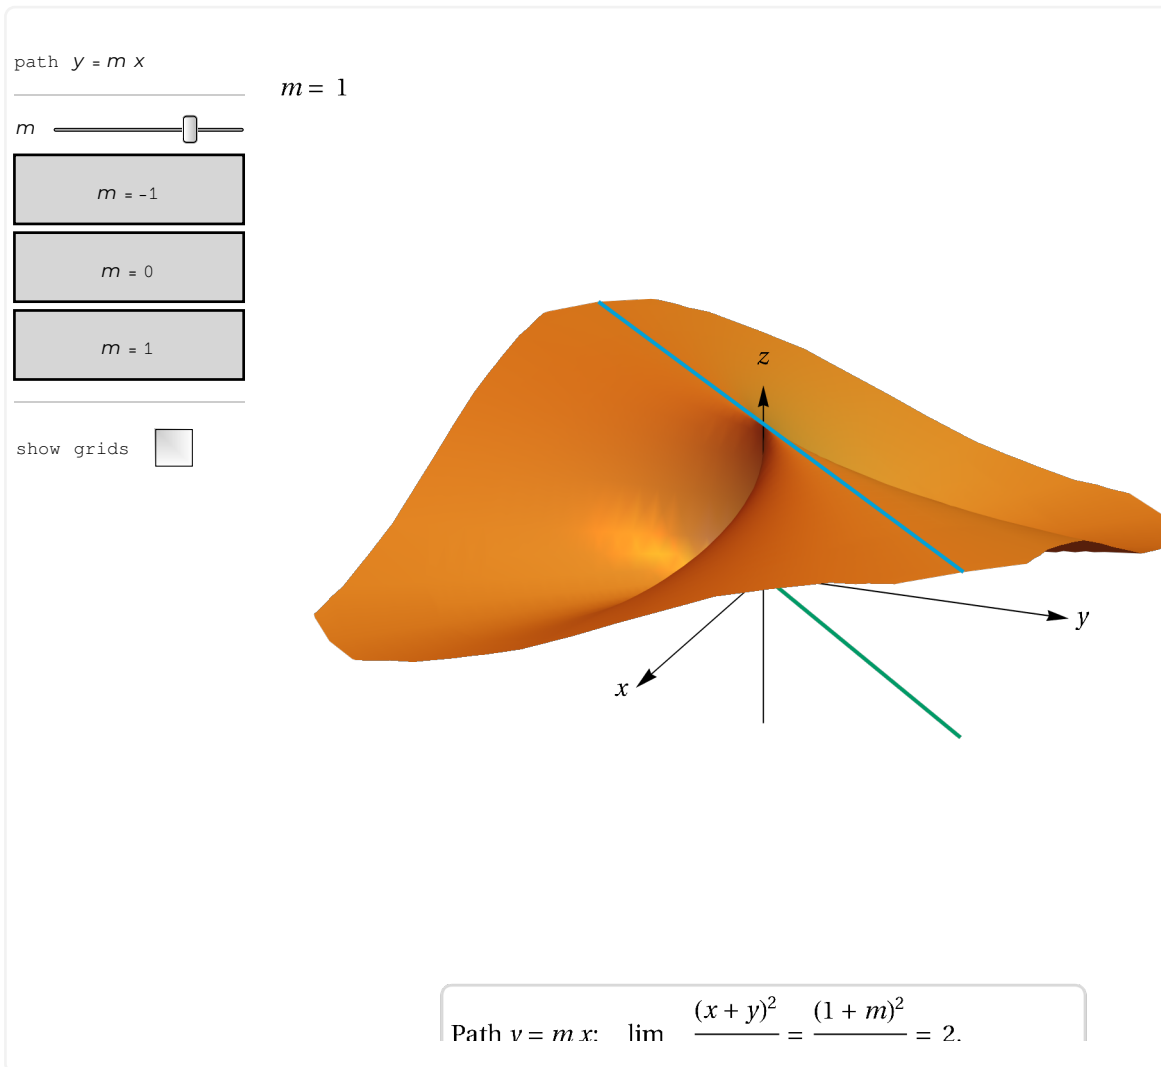 path y = m x
m = 1
m
m = -1
m = 0
m = 1
show grids
z
y
x
Path y = m x: lim (x + y)² = (1 + m)² = 2.